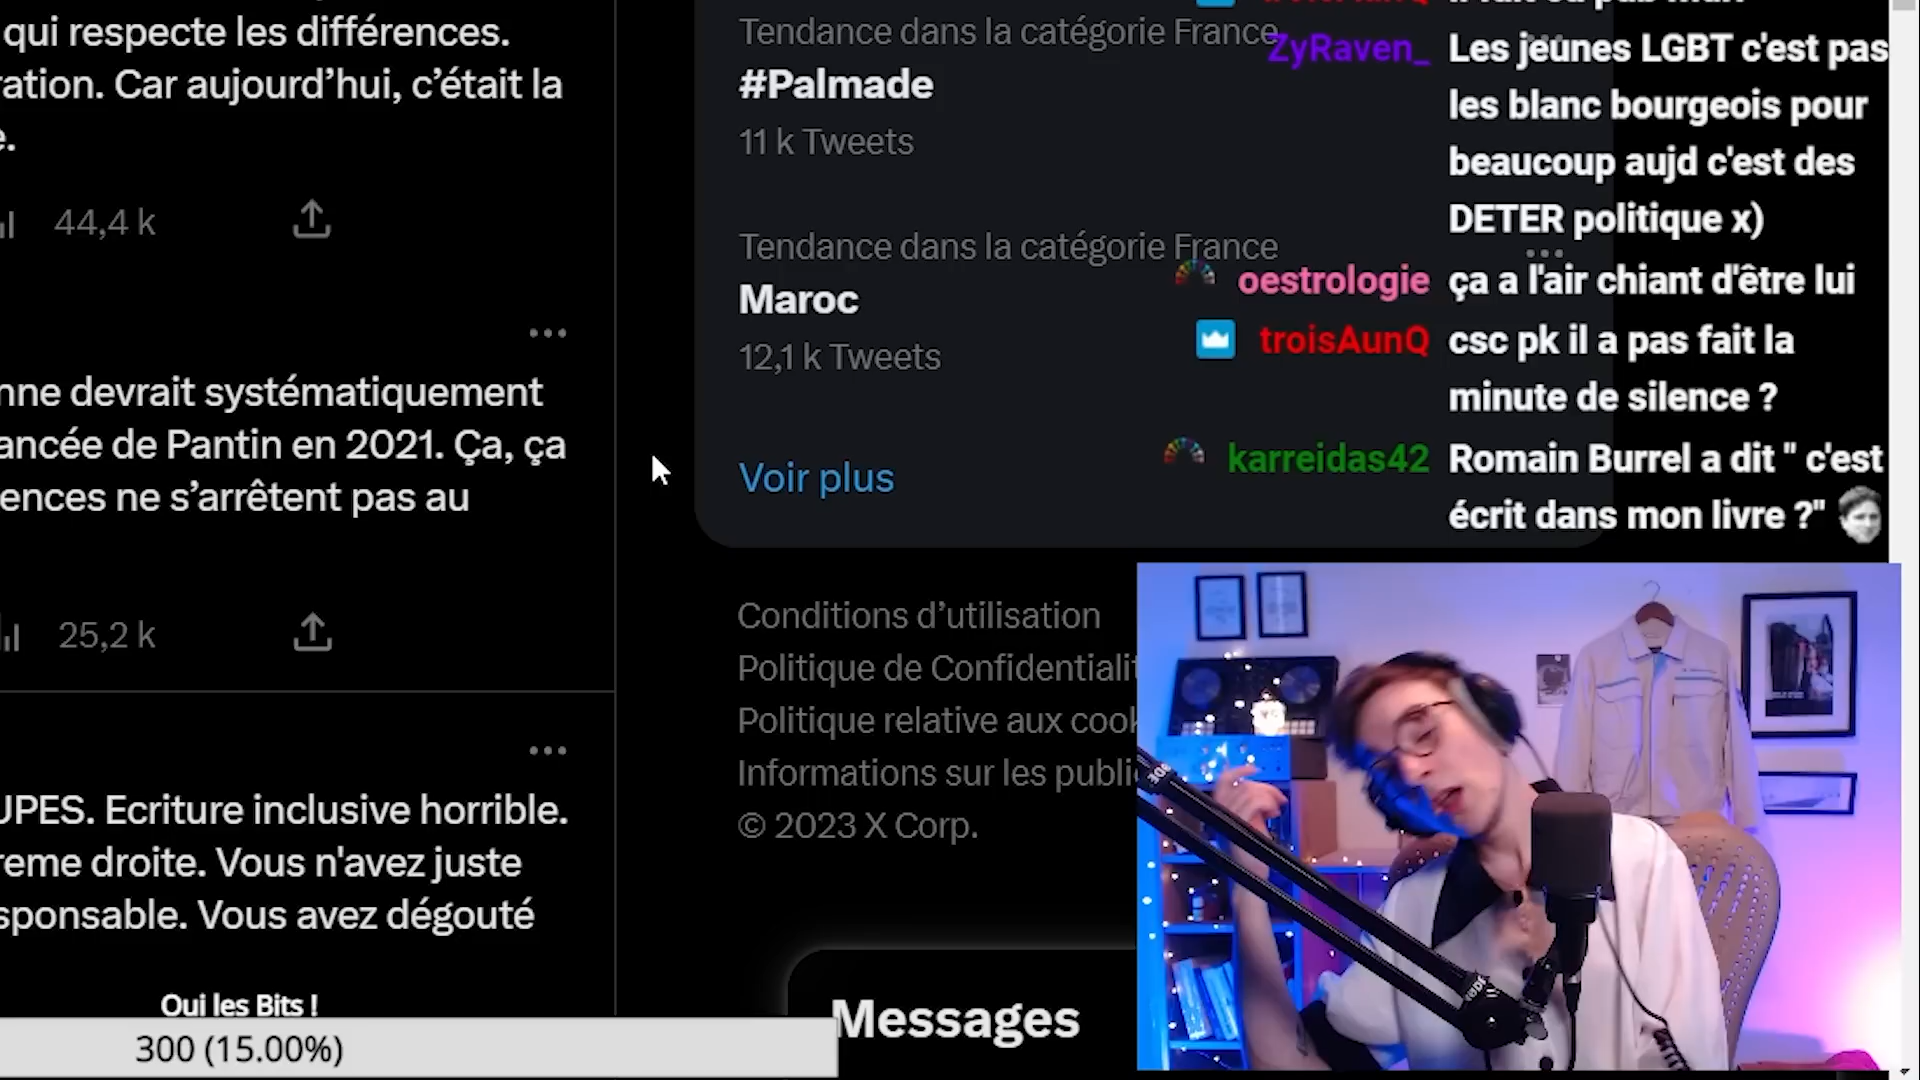 qui respecte les différences.
ration. Car aujourd’hui, c’était la
e.
44,4 k
nne devrait systématiquement
ancée de Pantin en 2021. Ça, ça
ences ne s’arrêtent pas au
25,2 k
UPES. Ecriture inclusive horrible.
reme droite. Vous n'avez juste
sponsable. Vous avez dégouté
Oui les Bits !
300 (15.00%)
Tendance dans la catégorie France
#Palmade
11 k Tweets
Tendance dans la catégorie France
Maroc
12,1 k Tweets
Voir plus
Conditions d’utilisation
Politique de Confidentialit
Politique relative aux cook
Informations sur les public
© 2023 X Corp.
Messages
ZyRaven_ Les jeunes LGBT c'est pas
les blanc bourgeois pour
beaucoup aujd c'est des
DETER politique x)
oestrologie ça a l'air chiant d'être lui
troisAunQ csc pk il a pas fait la
minute de silence ?
karreidas42 Romain Burrel a dit " c'est
écrit dans mon livre ?"